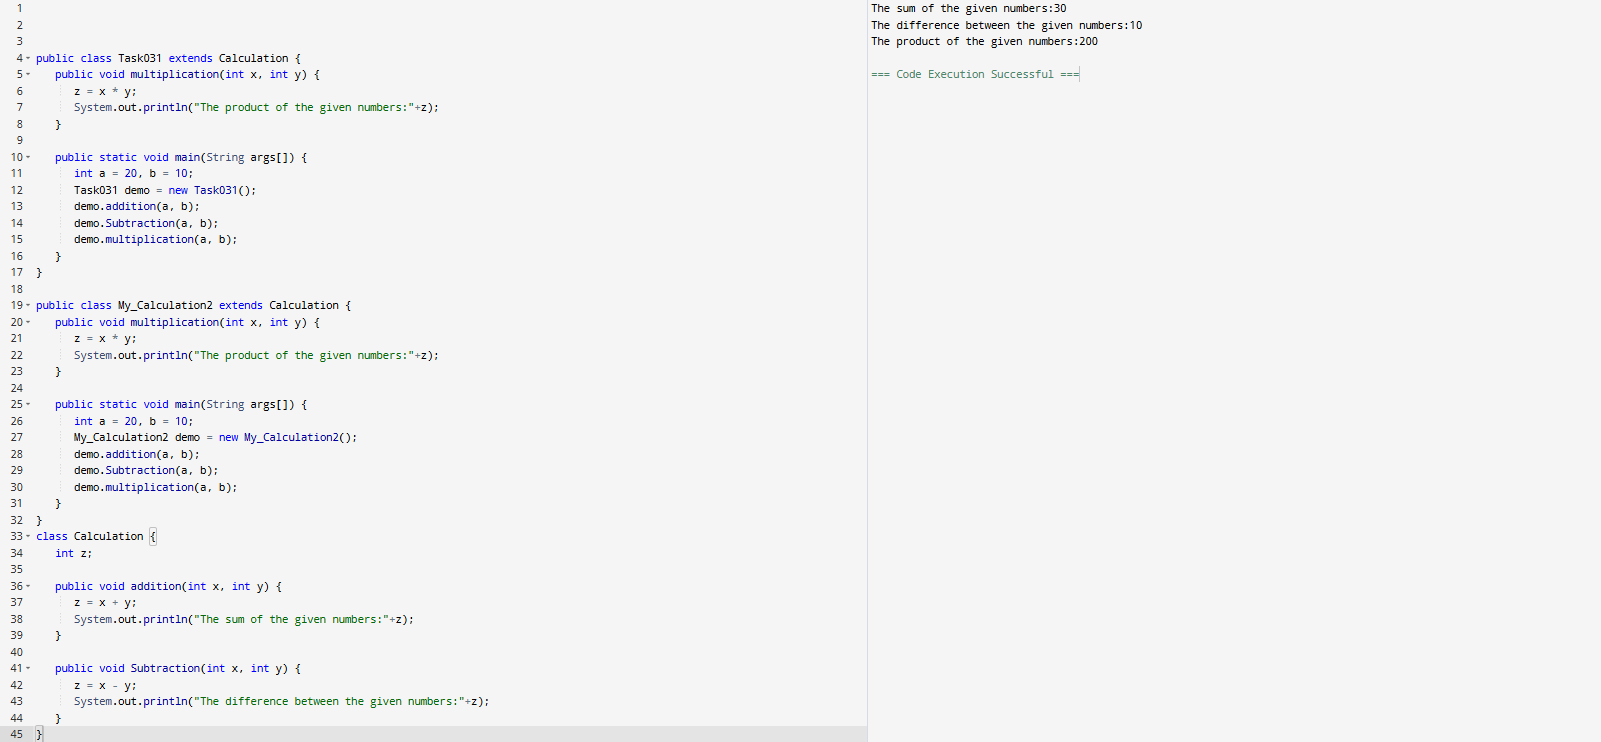 1
2
3
4 public class Task031 extends Calculation {
5    public void multiplication(int x, int y) {
6       z = x * y;
7       System.out.println("The product of the given numbers:"+z);
8    }
9
10    public static void main(String args[]) {
11       int a = 20, b = 10;
12       Task031 demo = new Task031();
13       demo.addition(a, b);
14       demo.Subtraction(a, b);
15       demo.multiplication(a, b);
16    }
17 }
18
19 public class My_Calculation2 extends Calculation {
20    public void multiplication(int x, int y) {
21       z = x * y;
22       System.out.println("The product of the given numbers:"+z);
23    }
24
25    public static void main(String args[]) {
26       int a = 20, b = 10;
27       My_Calculation2 demo = new My_Calculation2();
28       demo.addition(a, b);
29       demo.Subtraction(a, b);
30       demo.multiplication(a, b);
31    }
32 }
33 class Calculation {
34    int z;
35
36    public void addition(int x, int y) {
37       z = x + y;
38       System.out.println("The sum of the given numbers:"+z);
39    }
40
41    public void Subtraction(int x, int y) {
42       z = x - y;
43       System.out.println("The difference between the given numbers:"+z);
44    }
45 }
The sum of the given numbers:30
The difference between the given numbers:10
The product of the given numbers:200
=== Code Execution Successful ===